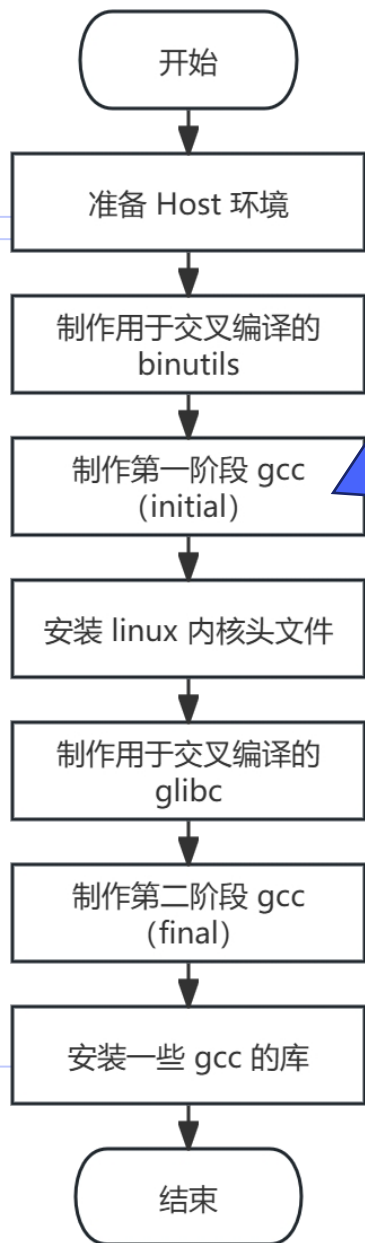 开始
准备 Host 环境
制作用于交叉编译的
binutils
制作第一阶段 gcc
（initial）
安装 linux 内核头文件
制作用于交叉编译的
glibc
制作第二阶段 gcc
（final）
安装一些 gcc 的库
结束